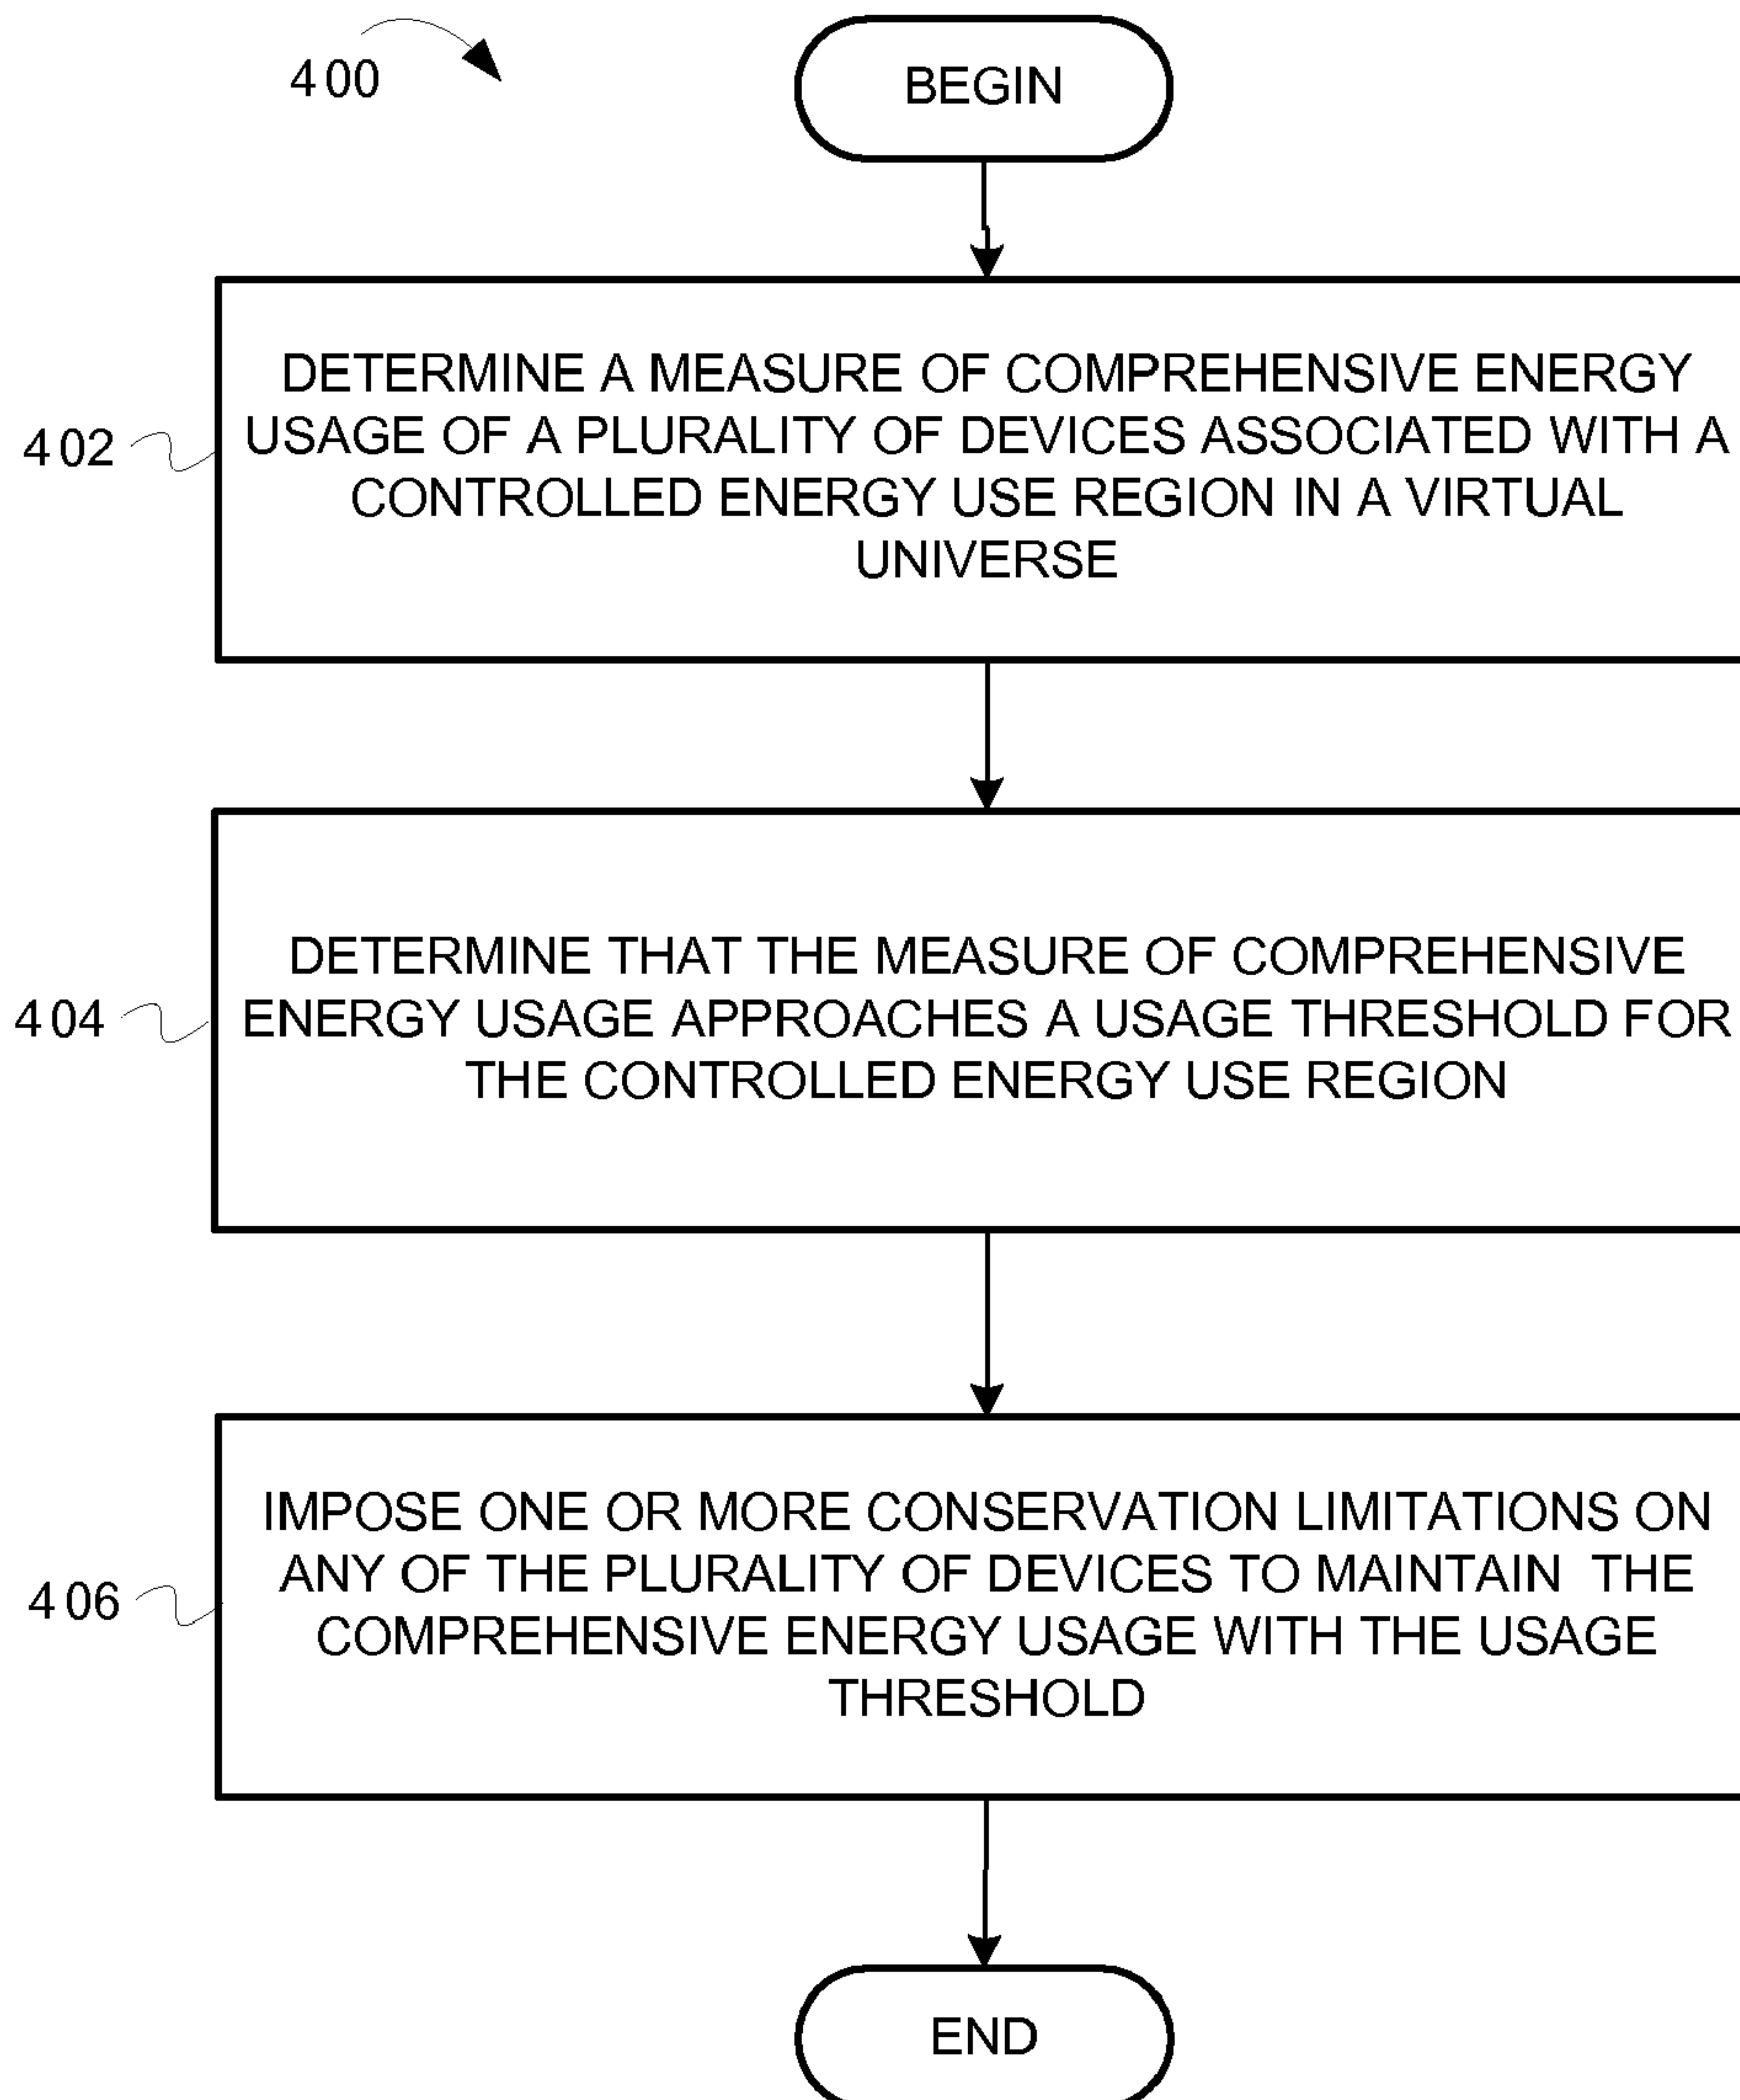 400
BEGIN
DETERMINE A MEASURE OF COMPREHENSIVE ENERGY
USAGE OF A PLURALITY OF DEVICES ASSOCIATED WITH A
CONTROLLED ENERGY USE REGION IN A VIRTUAL
UNIVERSE
402
DETERMINE THAT THE MEASURE OF COMPREHENSIVE
ENERGY USAGE APPROACHES A USAGE THRESHOLD FOR
THE CONTROLLED ENERGY USE REGION
404
IMPOSE ONE OR MORE CONSERVATION LIMITATIONS ON
ANY OF THE PLURALITY OF DEVICES TO MAINTAIN  THE
COMPREHENSIVE ENERGY USAGE WITH THE USAGE
THRESHOLD
406
END